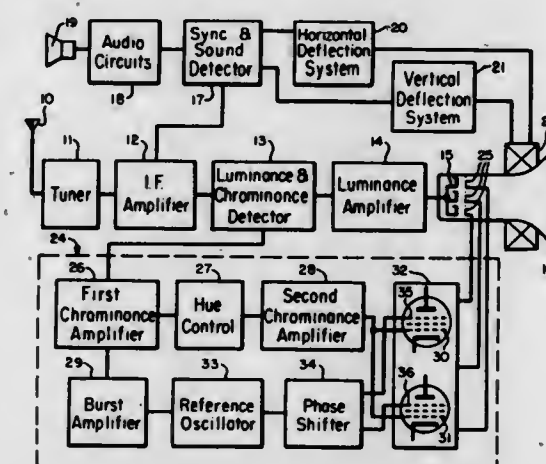 19
Audio
Circuits
18
Sync &
Sound
Detector
17
Horizontal
Deflection
System
20
Vertical
Deflection
System
21
10
11
Tuner
12
I.F.
Amplifier
13
Luminance &
Chrominance
Detector
14
Luminance
Amplifier
15
25
24
26
First
Chrominance
Amplifier
27
Hue
Control
28
Second
Chrominance
Amplifier
32
35
30
29
Burst
Amplifier
33
Reference
Oscillator
34
Phase
Shifter
36
31